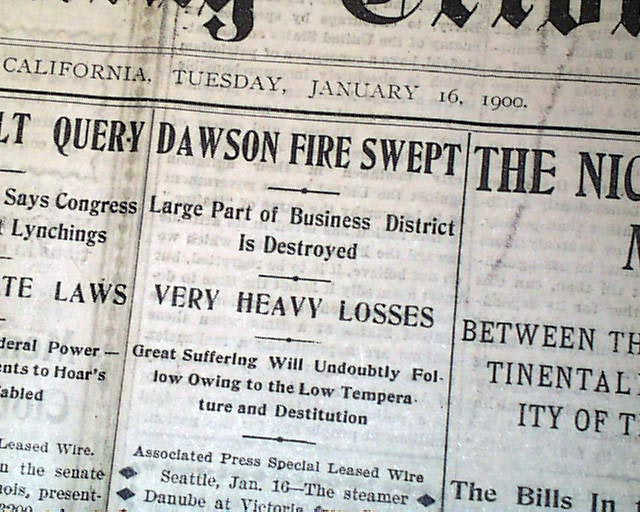 CALIFORNIA, TUESDAY, JANUARY 16, 1900.
LT QUERY
Says Congress
Lynchings
TE LAWS
deral Power —
ents to Hoar's
abled
Leased Wire.
n the senate
nois, present-
DAWSON FIRE SWEPT
Large Part of Business District
Is Destroyed
VERY HEAVY LOSSES
Great Suffering Will Undoubtly Fol-
low Owing to the Low Tempera-
ture and Destitution
Associated Press Special Leased Wire
Seattle, Jan. 16—The steamer
Danube at Victoria
THE NIC
BETWEEN TH
TINENTAL
ITY OF T
The Bills In